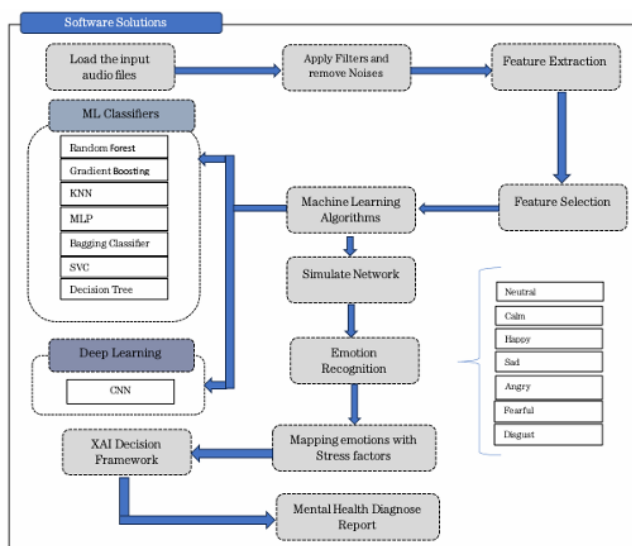 Software Solutions
Load the input
audio files
Apply Filters and
remove Noises
Feature Extraction
ML Classifiers
Random Forest
Gradient Boosting
KNN
MLP
Bagging Classifier
SVC
Decision Tree
Machine Learning
Algorithms
Feature Selection
Simulate Network
Neutral
Calm
Happy
Sad
Angry
Fearful
Disgust
Deep Learning
CNN
Emotion
Recognition
XAI Decision
Framework
Mapping emotions with
Stress factors
Mental Health Diagnose
Report